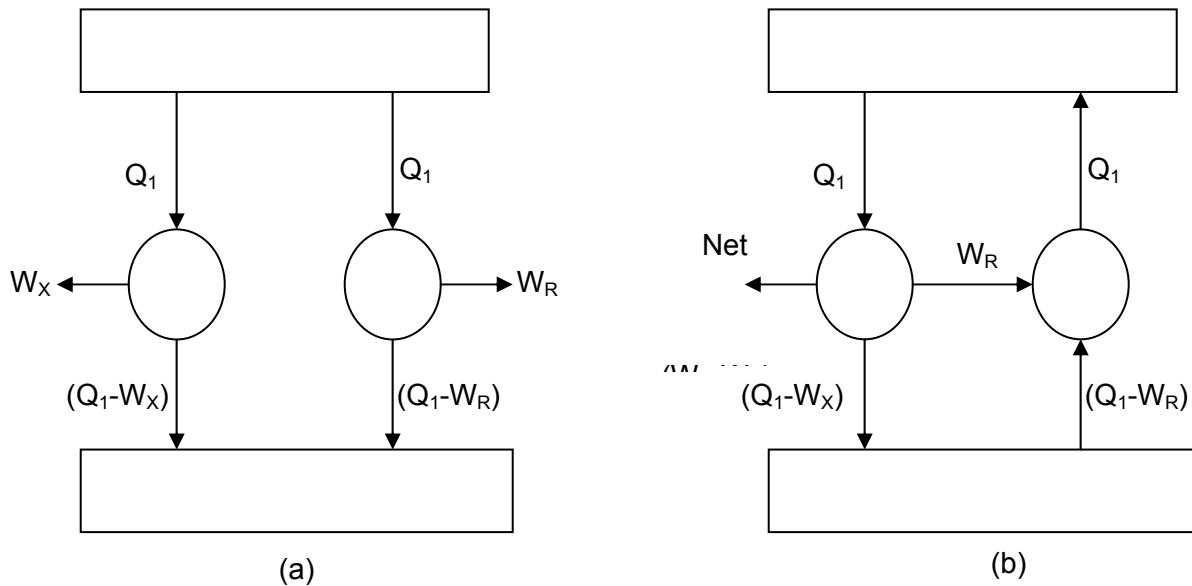 Q₁
Q₁
W_X
W_R
(Q₁-W_X)
(Q₁-W_R)
(a)
Q₁
Q₁
Net
W_R
(Q₁-W_X)
(Q₁-W_R)
(b)